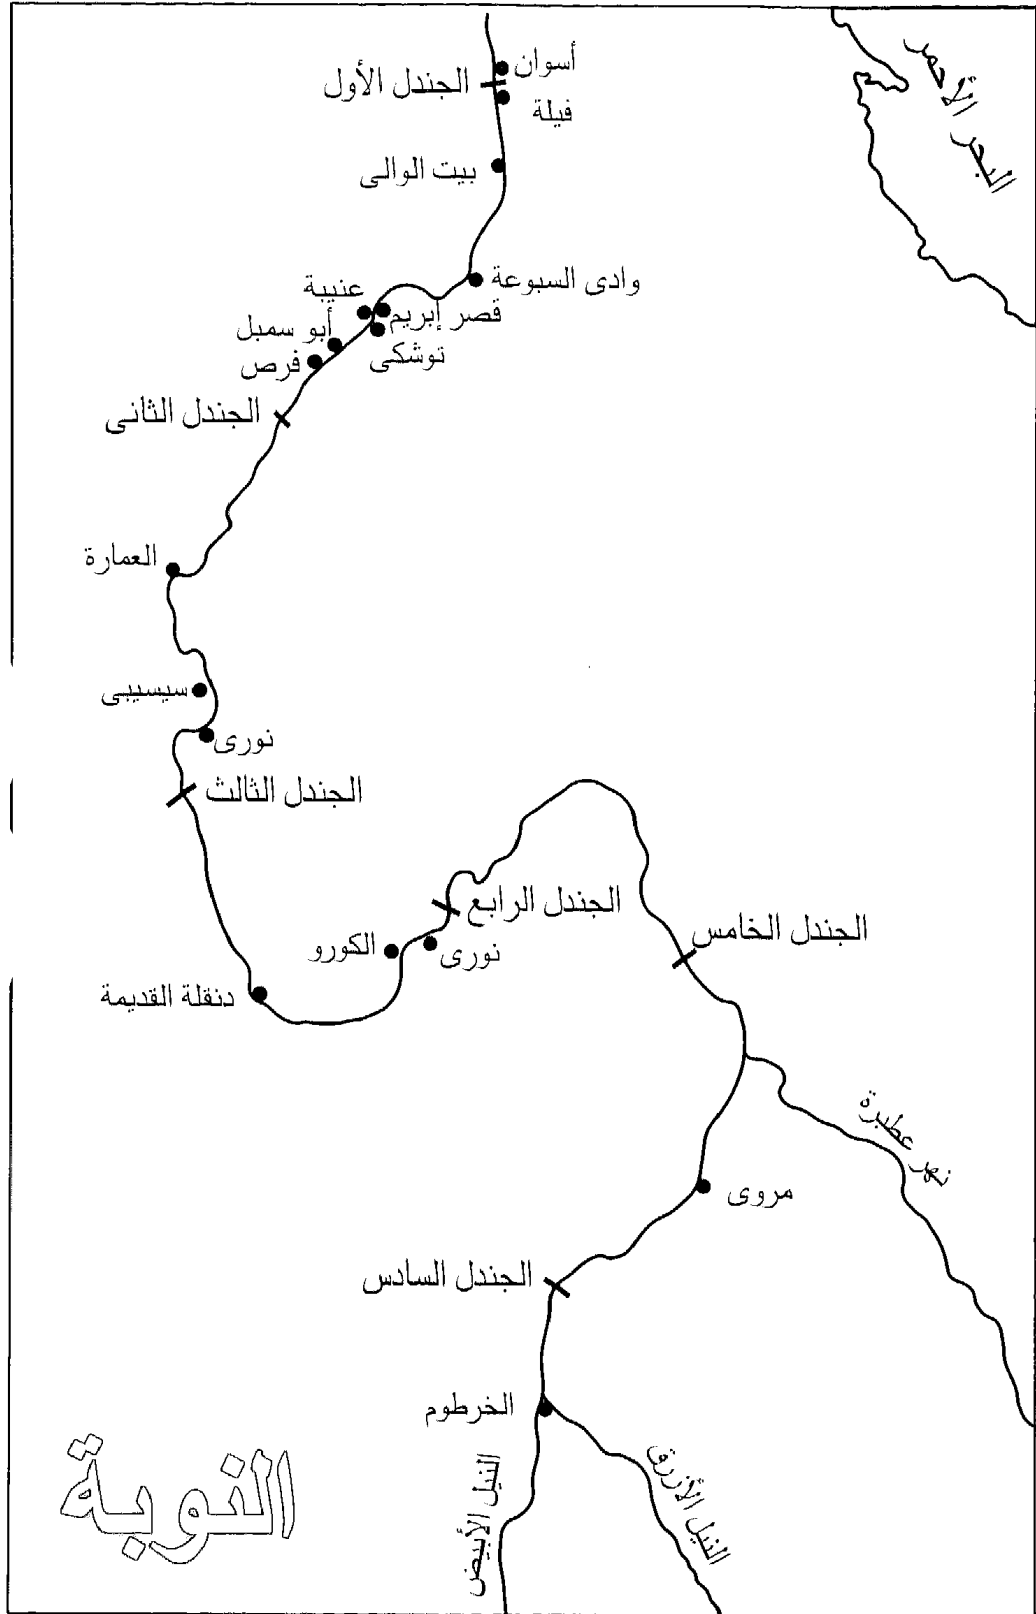 أسوان
الجندل الأول
فيلة
البحر الأحمر
بيت الوالى
وادى السبوعة
عنيبة
قصر إبريم
أبو سمبل
توشكى
فرص
الجندل الثانى
العمارة
سيسيبى
نورى
الجندل الثالث
الجندل الرابع
الجندل الخامس
الكورو
نورى
دنقلة القديمة
نهر عطبرة
مروى
الجندل السادس
الخرطوم
النيل الأزرق
النيل الأبيض
النوبة